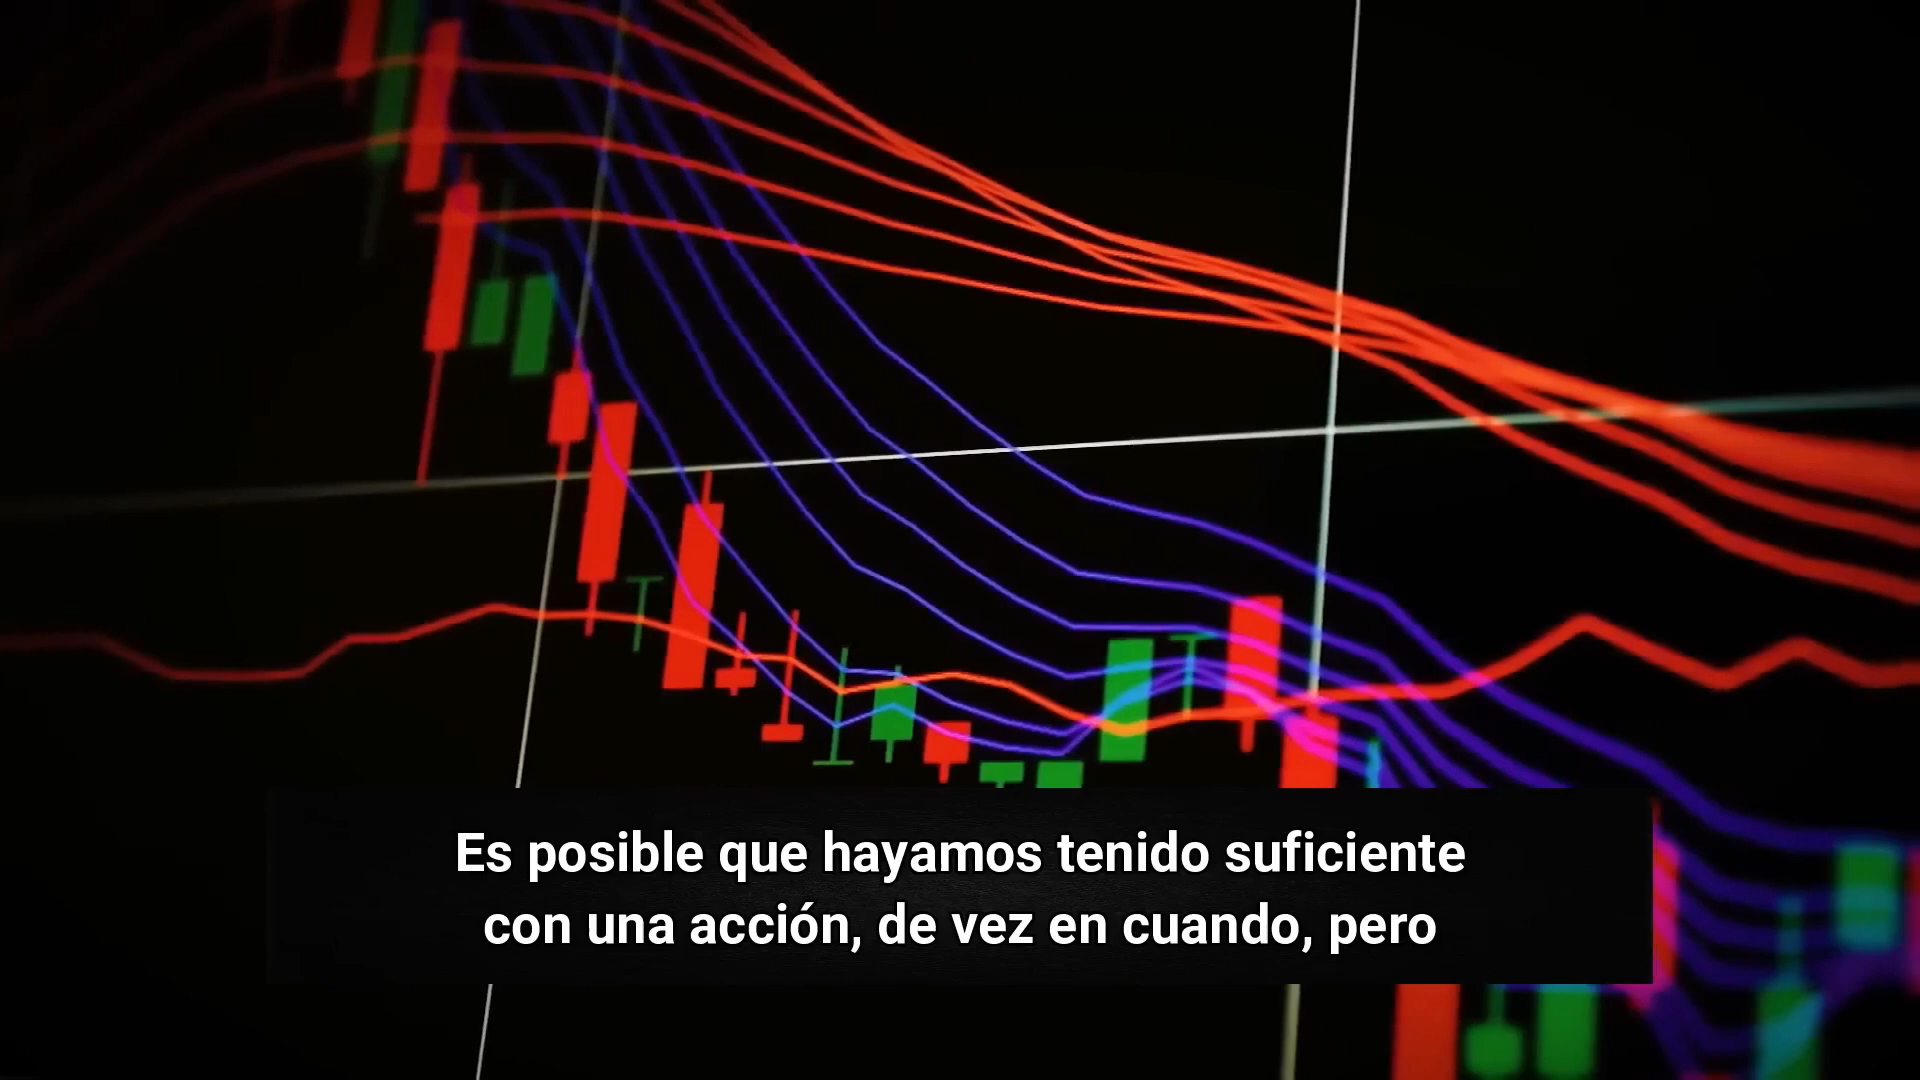 Es posible que hayamos tenido suficiente
con una acción, de vez en cuando, pero